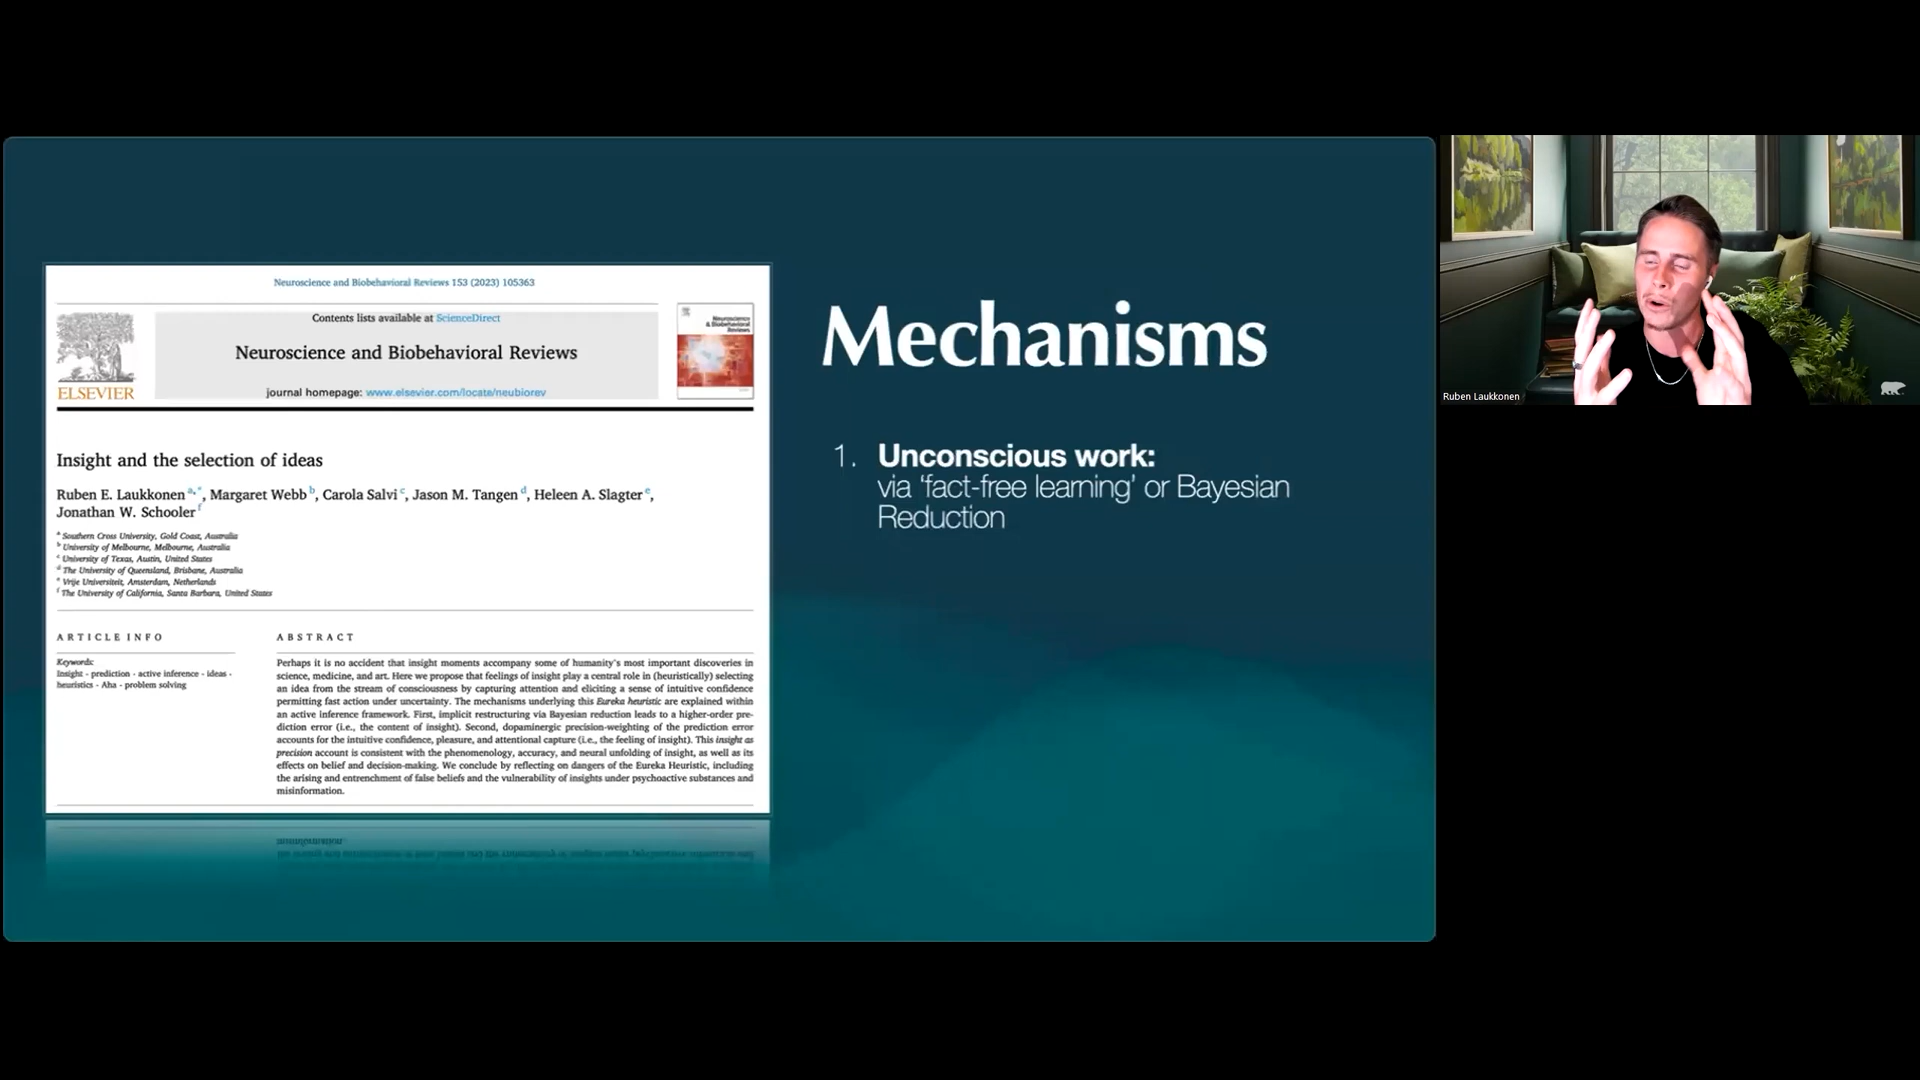 Neuroscience and Biobehavioral Reviews 153 (2023) 105363
Contents lists available at ScienceDirect
Neuroscience and Biobehavioral Reviews
journal homepage: www.elsevier.com/locate/neubiorev
ELSEVIER
Neuroscience
& Biobehavioral
Reviews
Insight and the selection of ideas
Ruben E. Laukkonen a,*, Margaret Webb b, Carola Salvi c, Jason M. Tangen d, Heleen A. Slagter e,
Jonathan W. Schooler f
a Southern Cross University, Gold Coast, Australia
b University of Melbourne, Melbourne, Australia
c University of Texas, Austin, United States
d The University of Queensland, Brisbane, Australia
e Vrije Universiteit, Amsterdam, Netherlands
f The University of California, Santa Barbara, United States
ARTICLE INFO
Keywords:
Insight - prediction - active inference - ideas -
heuristics - Aha - problem solving
ABSTRACT
Perhaps it is no accident that insight moments accompany some of humanity's most important discoveries in
science, medicine, and art. Here we propose that feelings of insight play a central role in (heuristically) selecting
an idea from the stream of consciousness by capturing attention and eliciting a sense of intuitive confidence
permitting fast action under uncertainty. The mechanisms underlying this Eureka heuristic are explained within
an active inference framework. First, implicit restructuring via Bayesian reduction leads to a higher-order pre-
diction error (i.e., the content of insight). Second, dopaminergic precision-weighting of the prediction error
accounts for the intuitive confidence, pleasure, and attentional capture (i.e., the feeling of insight). This insight as
precision account is consistent with the phenomenology, accuracy, and neural unfolding of insight, as well as its
effects on belief and decision-making. We conclude by reflecting on dangers of the Eureka Heuristic, including
the arising and entrenchment of false beliefs and the vulnerability of insights under psychoactive substances and
misinformation.
Mechanisms
1. Unconscious work:
via 'fact-free learning' or Bayesian
Reduction
Ruben Laukkonen